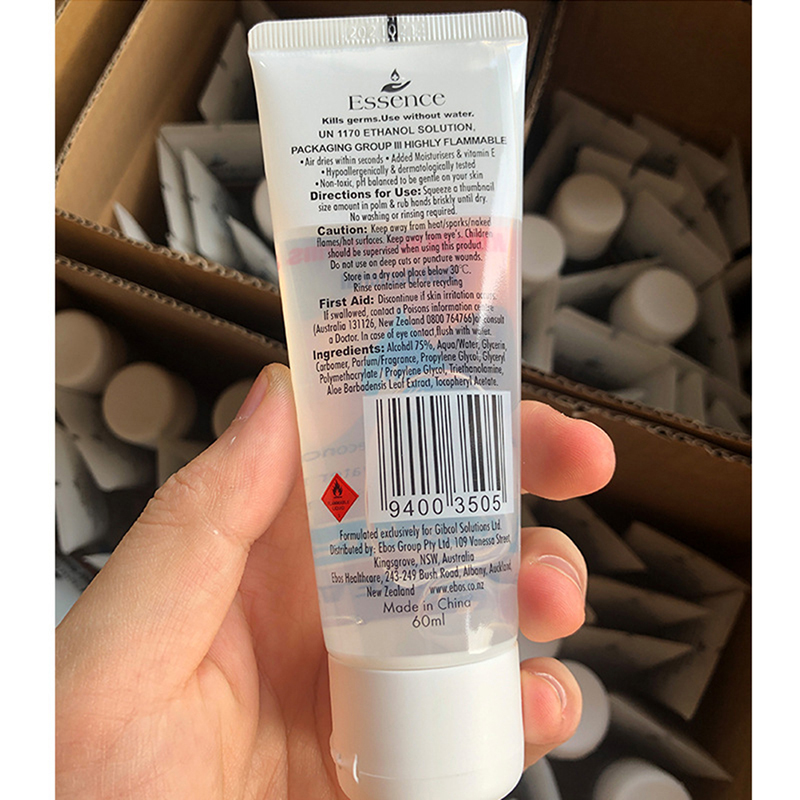 Essence
Kills germs.Use without water.
UN 1170 ETHANOL SOLUTION,
PACKAGING GROUP III HIGHLY FLAMMABLE
•Air dries within seconds •Added Moisturisers & vitamin E
•Hypoallergenically & dermatologically tested
•Non-toxic, pH balanced to be gentle on your skin
Directions for Use: Squeeze a thumbnail
size amount in palm & rub hands briskly until dry.
No washing or rinsing required.
Caution: Keep away from heat/sparks/naked
flames/hot surfaces. Keep away from eye's. Children
should be supervised when using this product.
Do not use on deep cuts or puncture wounds.
Store in a dry cool place below 30℃.
Rinse container before recycling
First Aid: Discontinue if skin irritation occurs.
If swallowed, contact a Poisons information centre
(Australia 131126, New Zealand 0800 764766)or consult
a Doctor. In case of eye contact flush with water.
Ingredients: Alcohdl 75%, Aqua/Water, Glycerin,
Carbomer, Parfum/Fragrance, Propylene Glycol, Glyceryl
Polymethacrylate / Propylene Glycol, Triethanolamine,
Aloe Barbadensis Leaf Extract, Tocopheryl Acetate.
9400 3505
Formulated exclusively for Gibcol Solutions Ltd.
Distributed by: Ebos Group Pty Ltd, 109 Vanessa Street,
Kingsgrove, NSW, Australia
Ebos Healthcare, 243-249 Bush Road, Albany, Auckland,
New Zealand www.ebos.co.nz
Made in China
60ml